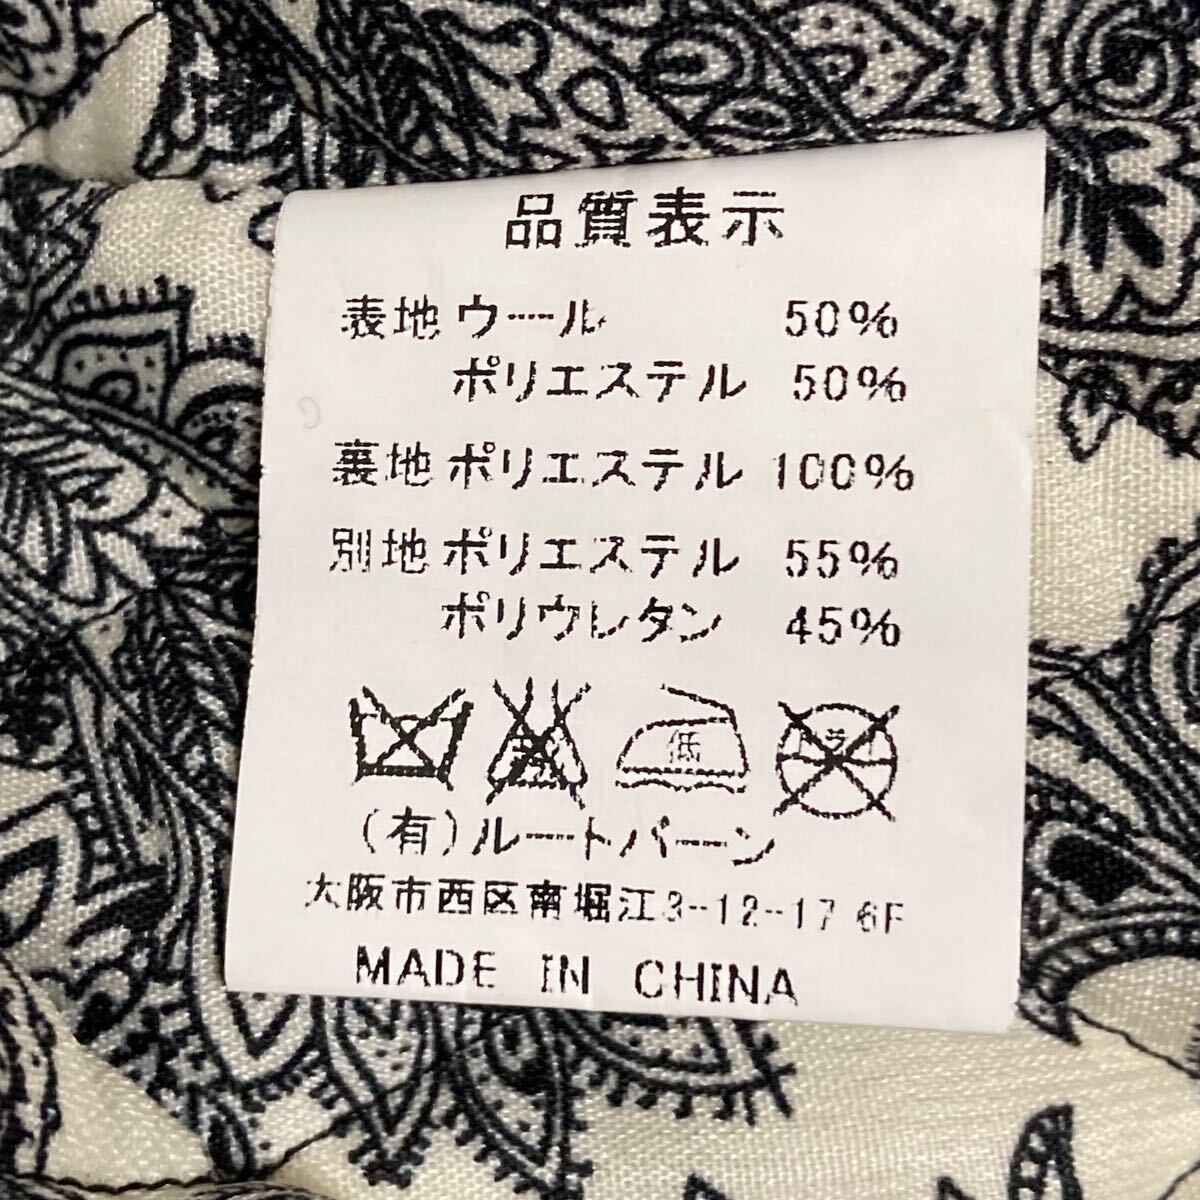 品質表示
表地 ウール 50%
ポリエステル 50%
裏地 ポリエステル 100%
別地 ポリエステル 55%
ポリウレタン 45%
低 ドライ
(有)ルートバーン
大阪市西区南堀江3-12-17 6F
MADE IN CHINA